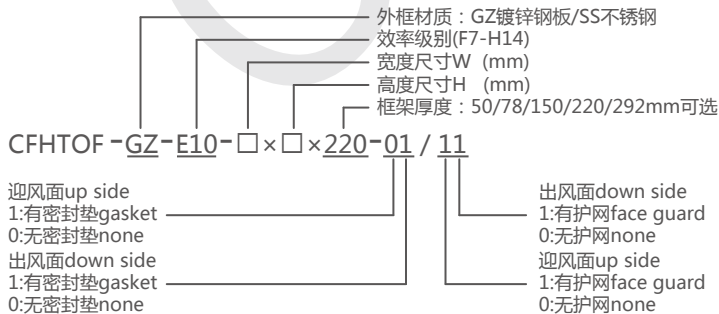 外框材质：GZ镀锌钢板/SS不锈钢
效率级别(F7-H14)
宽度尺寸W (mm)
高度尺寸H (mm)
框架厚度：50/78/150/220/292mm可选
CFHTOF-GZ-E10-□×□×220-01/11
迎风面up side
1:有密封垫gasket
0:无密封垫none
出风面down side
1:有密封垫gasket
0:无密封垫none
出风面down side
1:有护网face guard
0:无护网none
迎风面up side
1:有护网face guard
0:无护网none